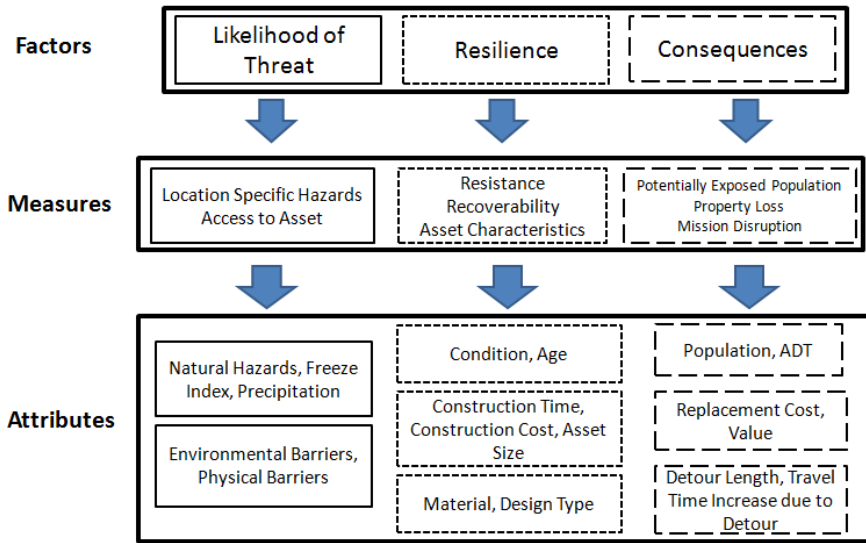 Factors
Likelihood of
Threat
Resilience
Consequences
Measures
Location Specific Hazards
Access to Asset
Resistance
Recoverability
Asset Characteristics
Potentially Exposed Population
Property Loss
Mission Disruption
Attributes
Natural Hazards, Freeze
Index, Precipitation
Environmental Barriers,
Physical Barriers
Condition, Age
Construction Time,
Construction Cost, Asset
Size
Material, Design Type
Population, ADT
Replacement Cost,
Value
Detour Length, Travel
Time Increase due to
Detour